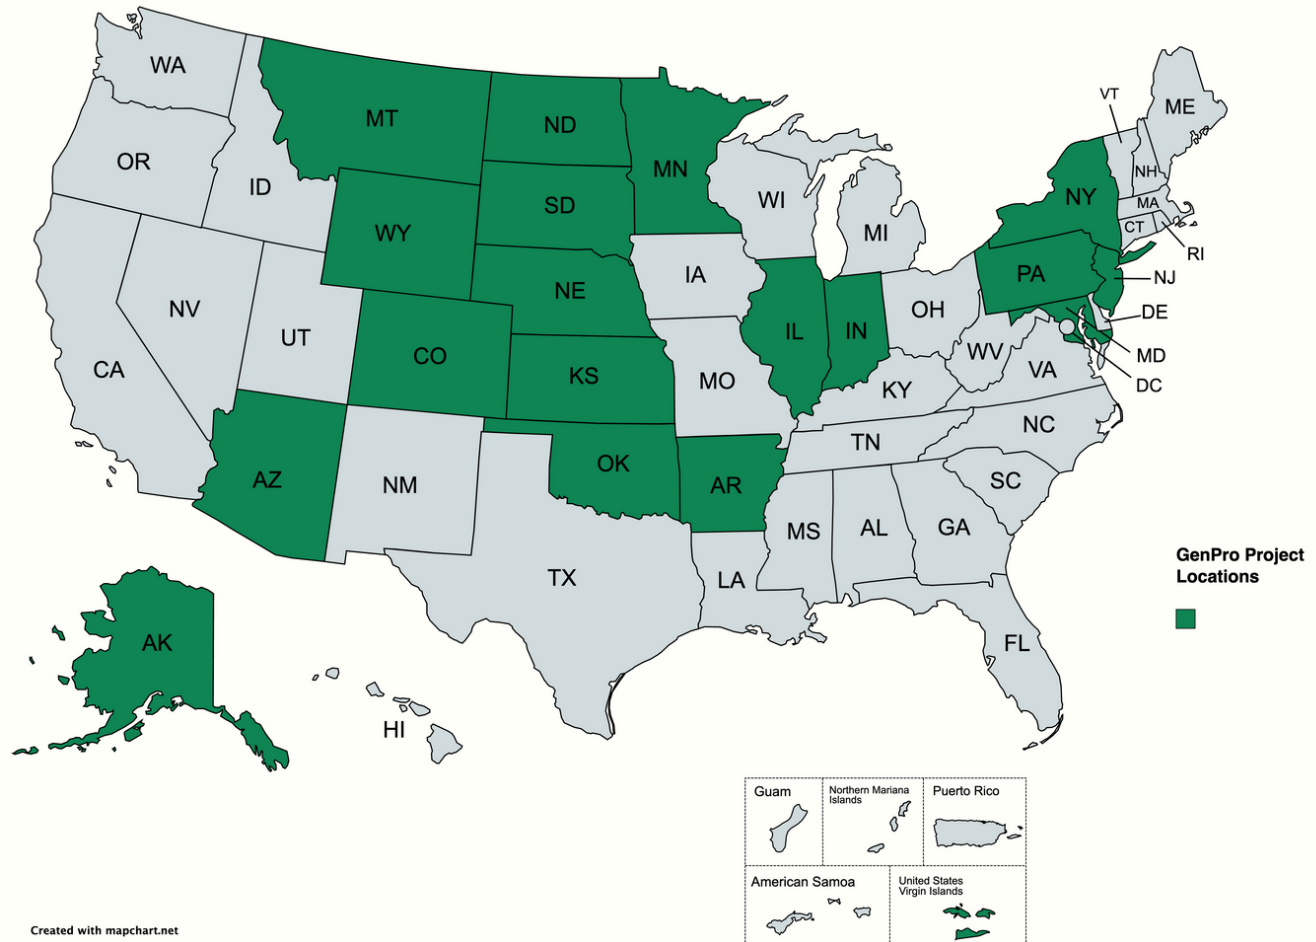 WA
MT
ND
MN
OR
ID
SD
WY
WI
MI
VT
ME
NH
NY
MA
CT
RI
IA
NE
PA
NJ
NV
UT
CO
IL
IN
OH
DE
CA
KS
MO
WV
VA
MD
DC
KY
AZ
NM
OK
AR
TN
NC
SC
MS
AL
GA
TX
LA
FL
AK
HI
GenPro Project
Locations
Guam
Northern Mariana
Islands
Puerto Rico
American Samoa
United States
Virgin Islands
Created with mapchart.net